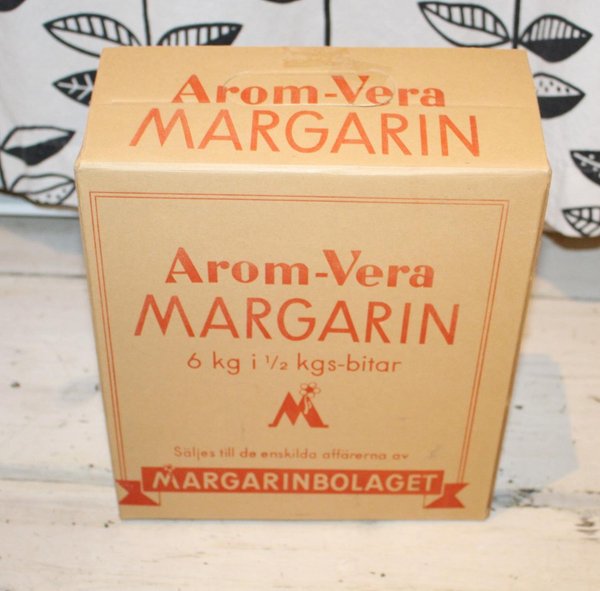 Arom-Vera
MARGARIN
Arom-Vera
MARGARIN
6 kg i 1/2 kgs-bitar
M
Säljes till de enskilda affärerna av
MARGARINBOLAGET